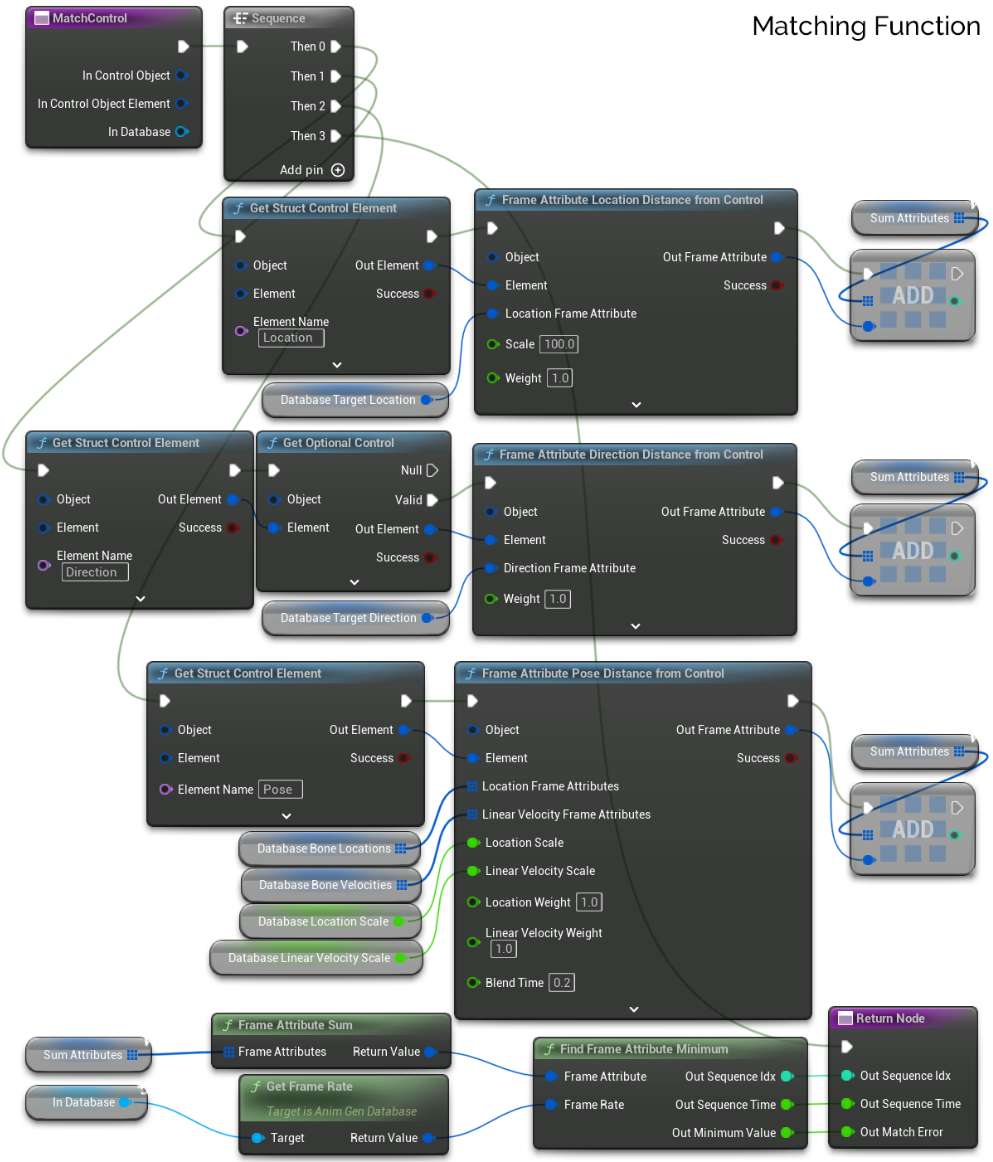 Matching Function
MatchControl
In Control Object
In Control Object Element
In Database
Sequence
Then 0
Then 1
Then 2
Then 3
Add pin
Get Struct Control Element
Object
Out Element
Element
Success
Element Name
Location
Database Target Location
Frame Attribute Location Distance from Control
Object
Out Frame Attribute
Element
Success
Location Frame Attribute
Scale 100.0
Weight 1.0
Sum Attributes
ADD
Get Struct Control Element
Object
Out Element
Element
Success
Element Name
Direction
Get Optional Control
Null
Object
Valid
Element
Out Element
Success
Database Target Direction
Frame Attribute Direction Distance from Control
Object
Out Frame Attribute
Element
Success
Direction Frame Attribute
Weight 1.0
Sum Attributes
ADD
Get Struct Control Element
Object
Out Element
Element
Success
Element Name Pose
Database Bone Locations
Database Bone Velocities
Database Location Scale
Database Linear Velocity Scale
Frame Attribute Pose Distance from Control
Object
Out Frame Attribute
Element
Success
Location Frame Attributes
Linear Velocity Frame Attributes
Location Scale
Linear Velocity Scale
Location Weight 1.0
Linear Velocity Weight
1.0
Blend Time 0.2
Sum Attributes
ADD
Sum Attributes
In Database
Frame Attribute Sum
Frame Attributes
Return Value
Get Frame Rate
Target is Anim Gen Database
Target
Return Value
Find Frame Attribute Minimum
Frame Attribute
Out Sequence Idx
Frame Rate
Out Sequence Time
Out Minimum Value
Return Node
Out Sequence Idx
Out Sequence Time
Out Match Error